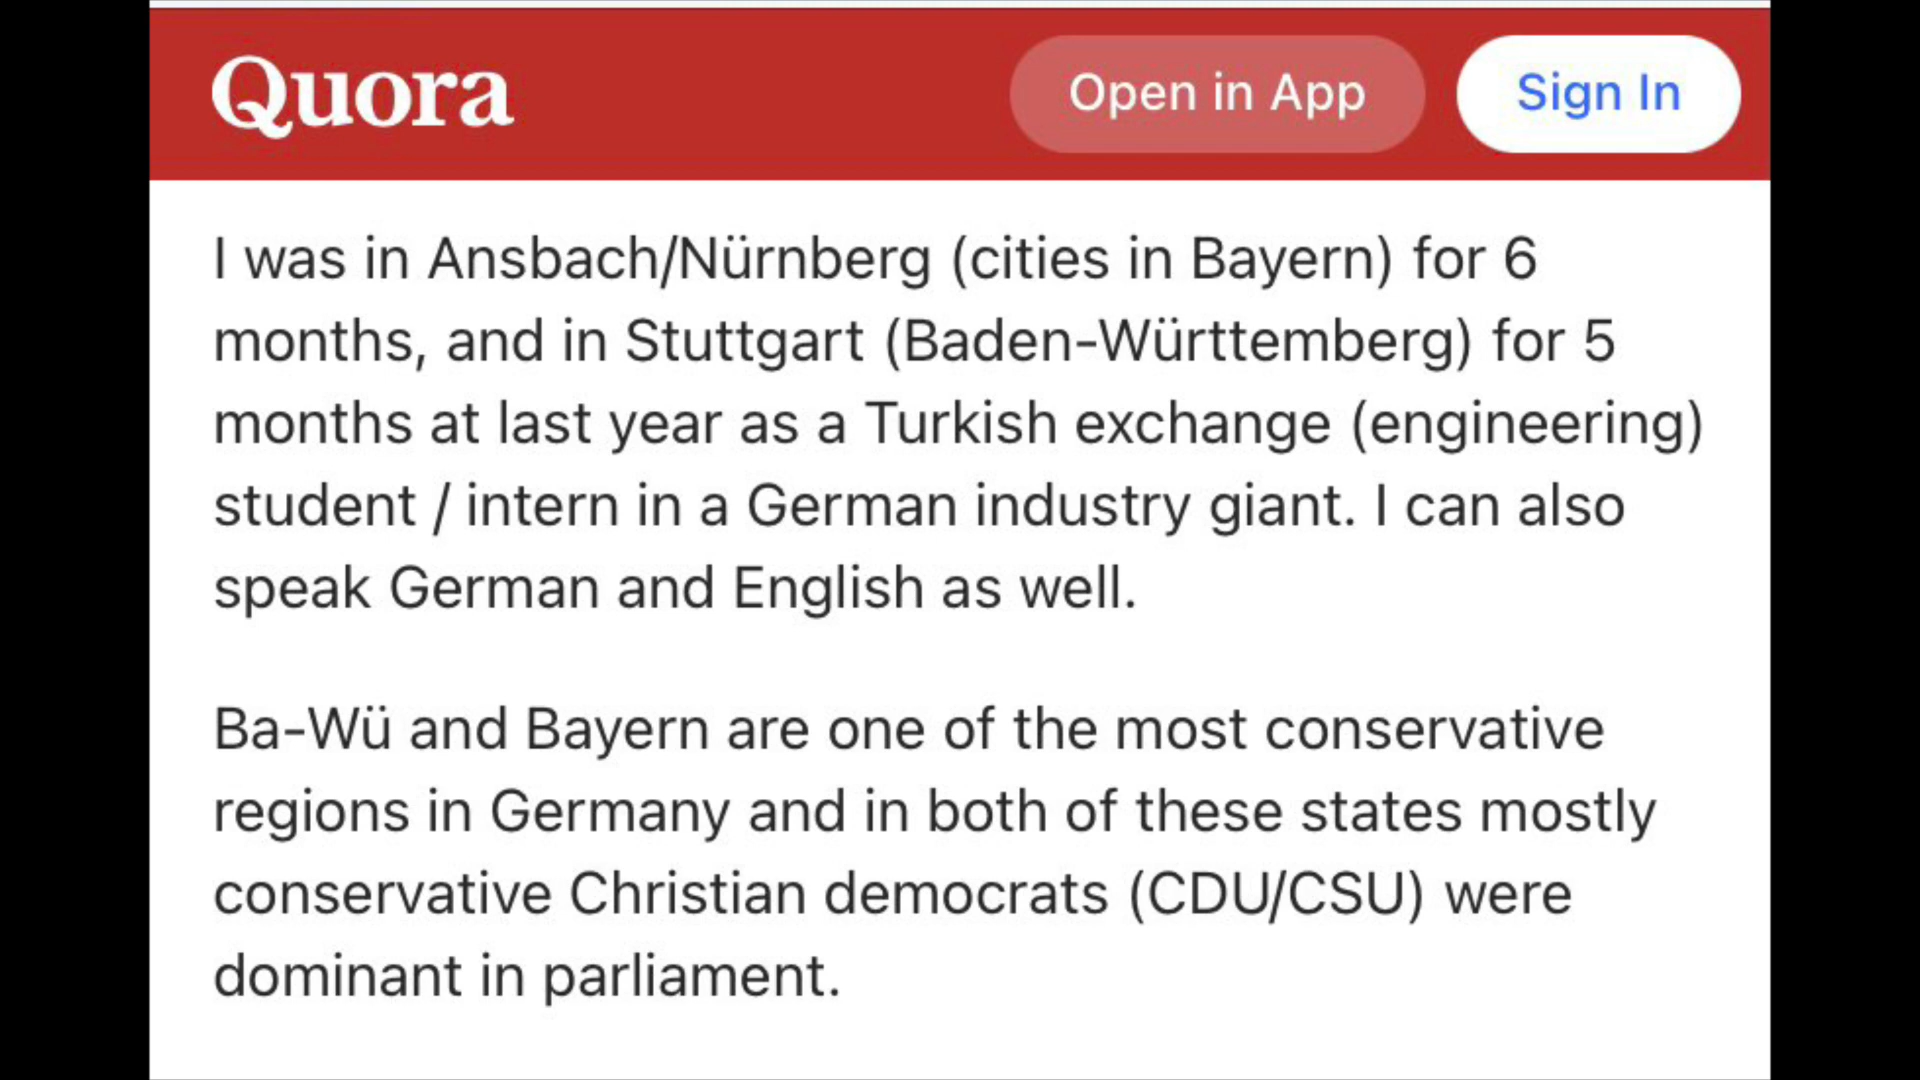 Quora
Open in App
Sign In
I was in Ansbach/Nürnberg (cities in Bayern) for 6
months, and in Stuttgart (Baden-Württemberg) for 5
months at last year as a Turkish exchange (engineering)
student / intern in a German industry giant. I can also
speak German and English as well.
Ba-Wü and Bayern are one of the most conservative
regions in Germany and in both of these states mostly
conservative Christian democrats (CDU/CSU) were
dominant in parliament.